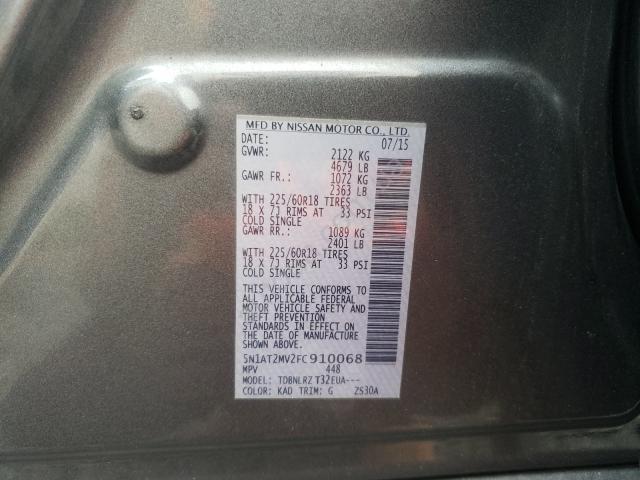 MFD BY NISSAN MOTOR CO., LTD.
DATE: 07/15
GVWR: 2122 KG
4679 LB
GAWR FR.: 1072 KG
2363 LB
WITH 225/60R18 TIRES
18 X 7J RIMS AT 33 PSI
COLD SINGLE
GAWR RR.: 1089 KG
2401 LB
WITH 225/60R18 TIRES
18 X 7J RIMS AT 33 PSI
COLD SINGLE
THIS VEHICLE CONFORMS TO
ALL APPLICABLE FEDERAL
MOTOR VEHICLE SAFETY AND
THEFT PREVENTION
STANDARDS IN EFFECT ON
THE DATE OF MANUFACTURE
SHOWN ABOVE.
5N1AT2MV2FC910068
MPV 448
MODEL: TDBNLRZ T32EUA---
COLOR: KAD TRIM: G 2S30A